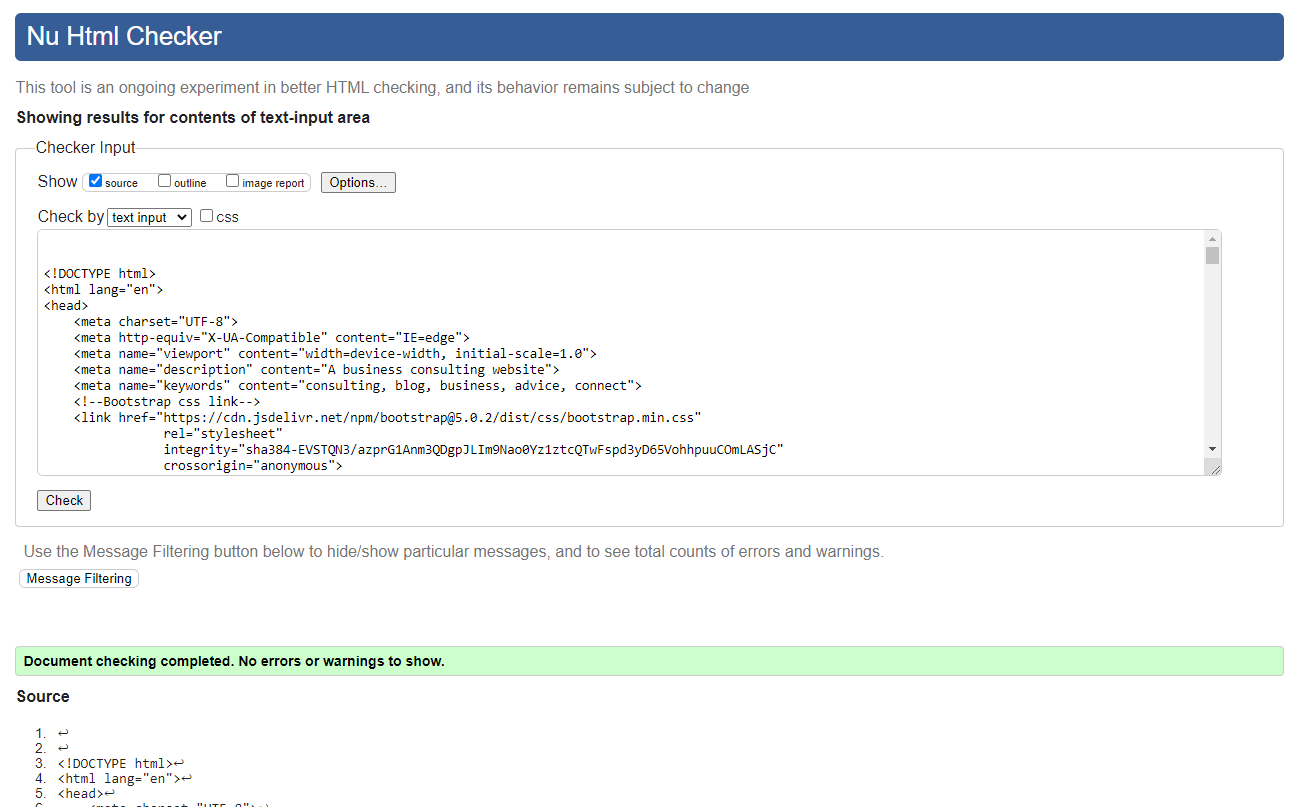 Nu Html Checker
This tool is an ongoing experiment in better HTML checking, and its behavior remains subject to change
Showing results for contents of text-input area
Checker Input
Show source outline image report Options...
Check by text input css
<!DOCTYPE html>
<html lang="en">
<head>
<meta charset="UTF-8">
<meta http-equiv="X-UA-Compatible" content="IE=edge">
<meta name="viewport" content="width=device-width, initial-scale=1.0">
<meta name="description" content="A business consulting website">
<meta name="keywords" content="consulting, blog, business, advice, connect">
<!--Bootstrap css link-->
<link href="https://cdn.jsdelivr.net/npm/bootstrap@5.0.2/dist/css/bootstrap.min.css"
rel="stylesheet"
integrity="sha384-EVSTQN3/azprG1Anm3QDgpJLIm9Nao0Yz1ztcQTwFspd3yD65VohhpuuCOmLASjC"
crossorigin="anonymous">
Check
Use the Message Filtering button below to hide/show particular messages, and to see total counts of errors and warnings.
Message Filtering
Document checking completed. No errors or warnings to show.
Source
1. ↩
2. ↩
3. <!DOCTYPE html>↩
4. <html lang="en">↩
5. <head>↩
6. <meta charset="UTF-8">↩